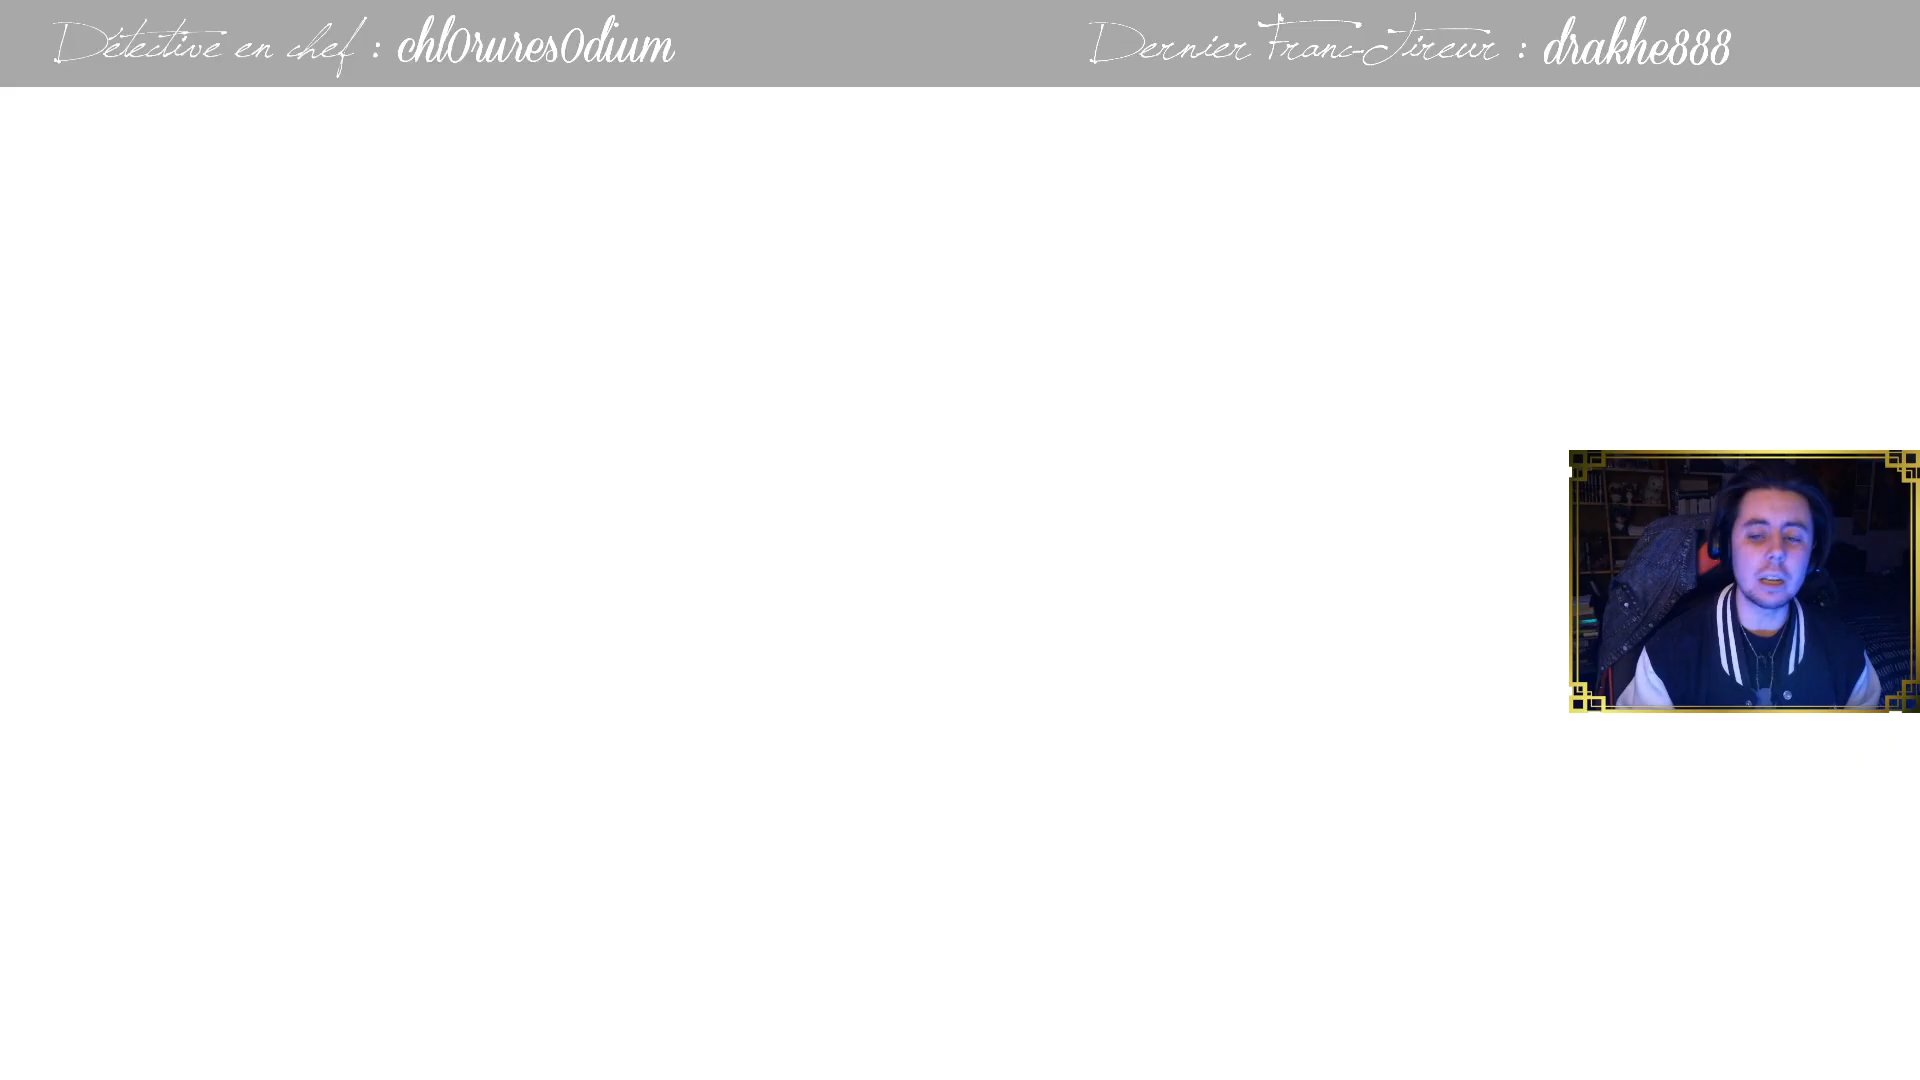 Détective en chef : chl0rures0dium
Dernier Franc-Tireur : drakhe888